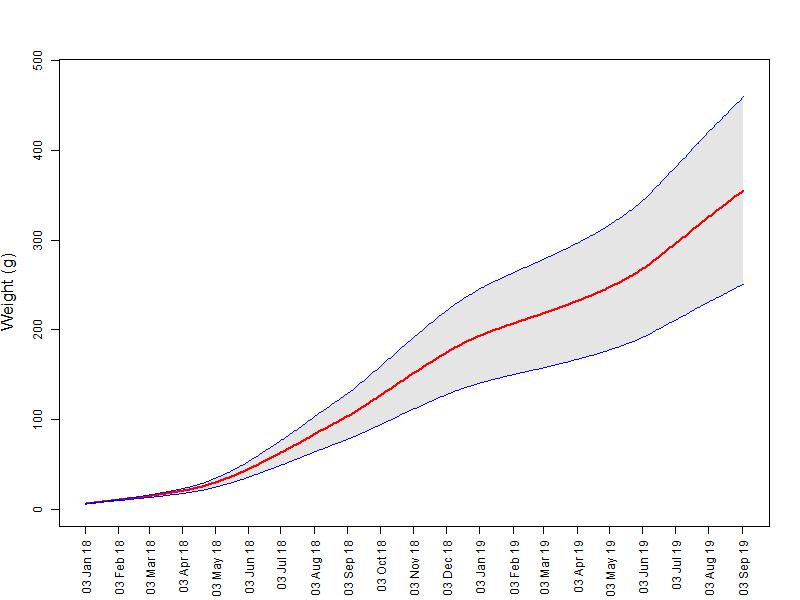 500
400
300
200
100
0
Weight (g)
03 Jan 18
03 Feb 18
03 Mar 18
03 Apr 18
03 May 18
03 Jun 18
03 Jul 18
03 Aug 18
03 Sep 18
03 Oct 18
03 Nov 18
03 Dec 18
03 Jan 19
03 Feb 19
03 Mar 19
03 Apr 19
03 May 19
03 Jun 19
03 Jul 19
03 Aug 19
03 Sep 19